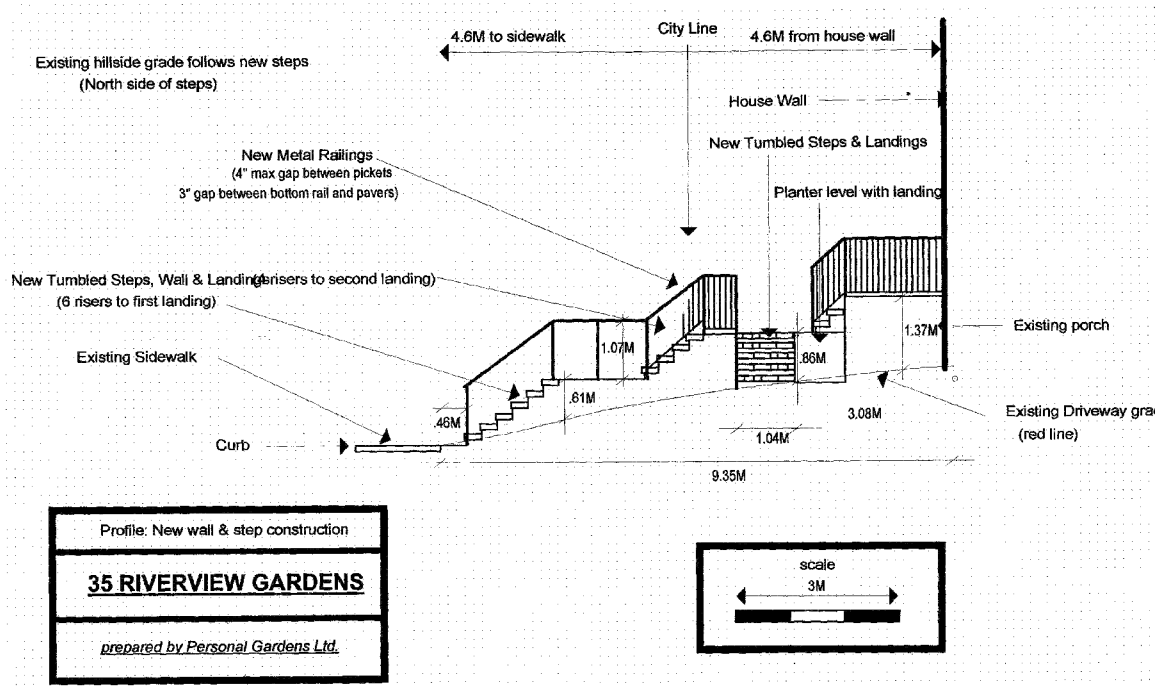 4.6M to sidewalk
City Line
4.6M from house wall
Existing hillside grade follows new steps
(North side of steps)
House Wall
New Tumbled Steps & Landings
New Metal Railings
(4" max gap between pickets
3" gap between bottom rail and pavers)
Planter level with landing
New Tumbled Steps, Wall & Landings
risers to second landing)
(6 risers to first landing)
Existing Sidewalk
1.07M
.86M
1.37M
Existing porch
.61M
.46M
3.08M
Existing Driveway gra
(red line)
Curb
1.04M
9.35M
Profile: New wall & step construction
35 RIVERVIEW GARDENS
prepared by Personal Gardens Ltd.
scale
3M